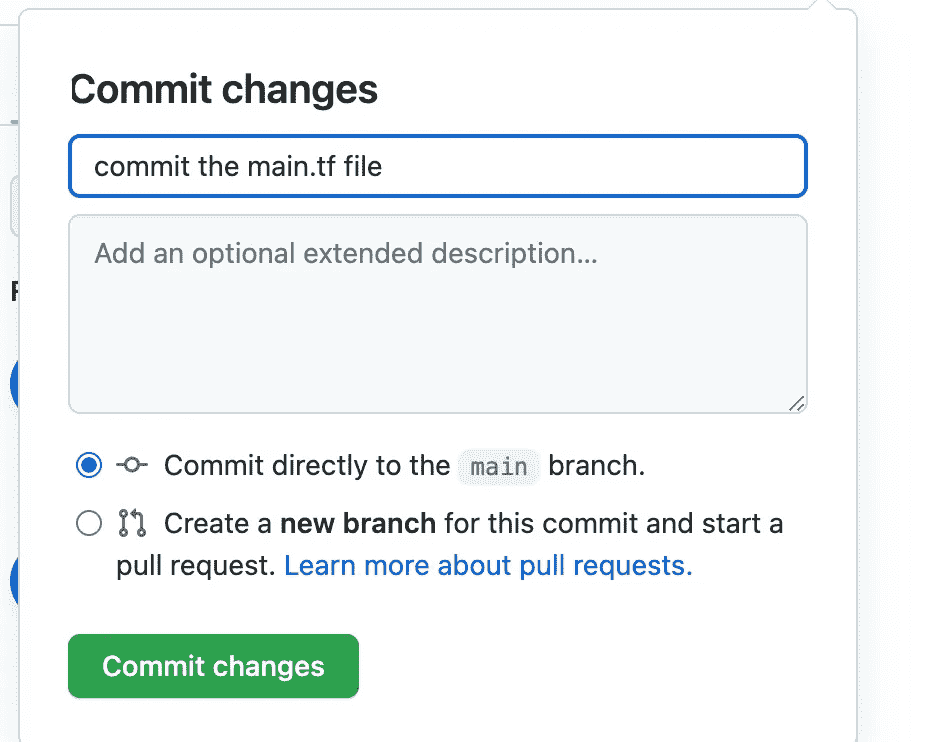 Commit changes
commit the main.tf file
Add an optional extended description...
Commit directly to the main branch.
Create a new branch for this commit and start a
pull request. Learn more about pull requests.
Commit changes